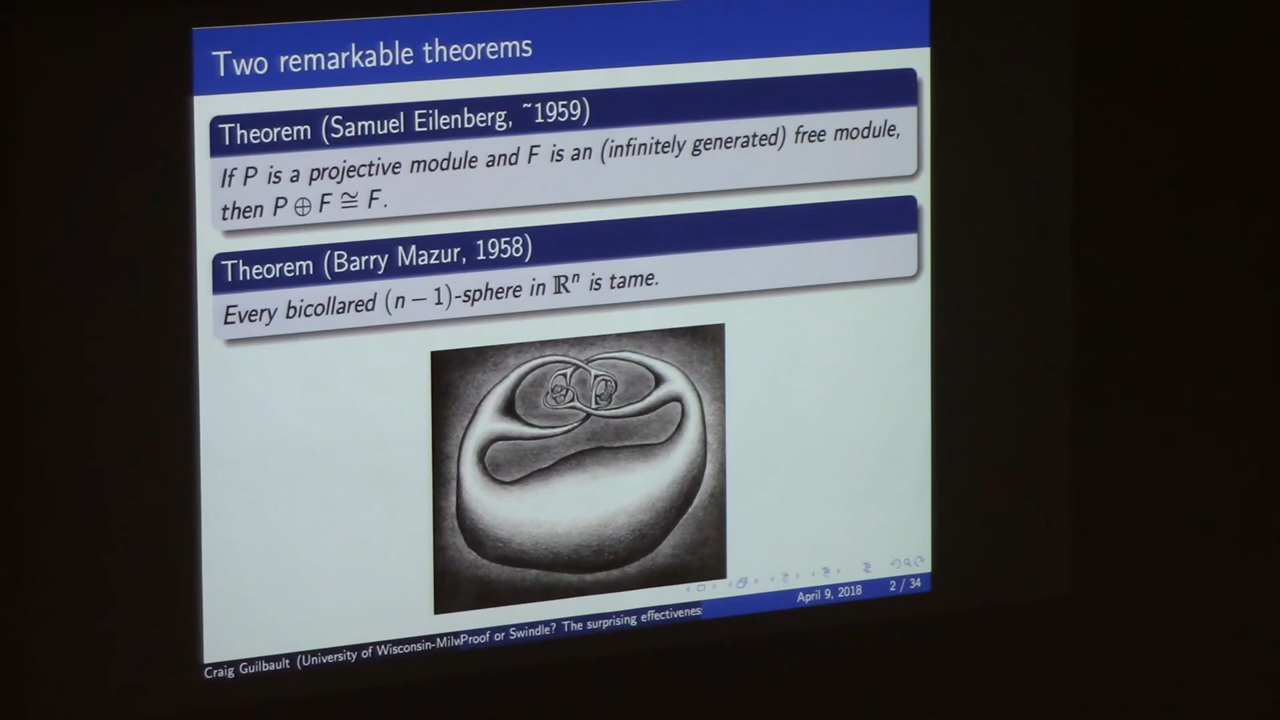 Two remarkable theorems
Theorem (Samuel Eilenberg, ~1959)
If P is a projective module and F is an (infinitely generated) free module,
then P ⊕ F ≅ F.
Theorem (Barry Mazur, 1958)
Every bicollared (n − 1)-sphere in ℝⁿ is tame.
Craig Guilbault (University of Wisconsin-Milw Proof or Swindle? The surprising effectivenes April 9, 2018 2 / 34